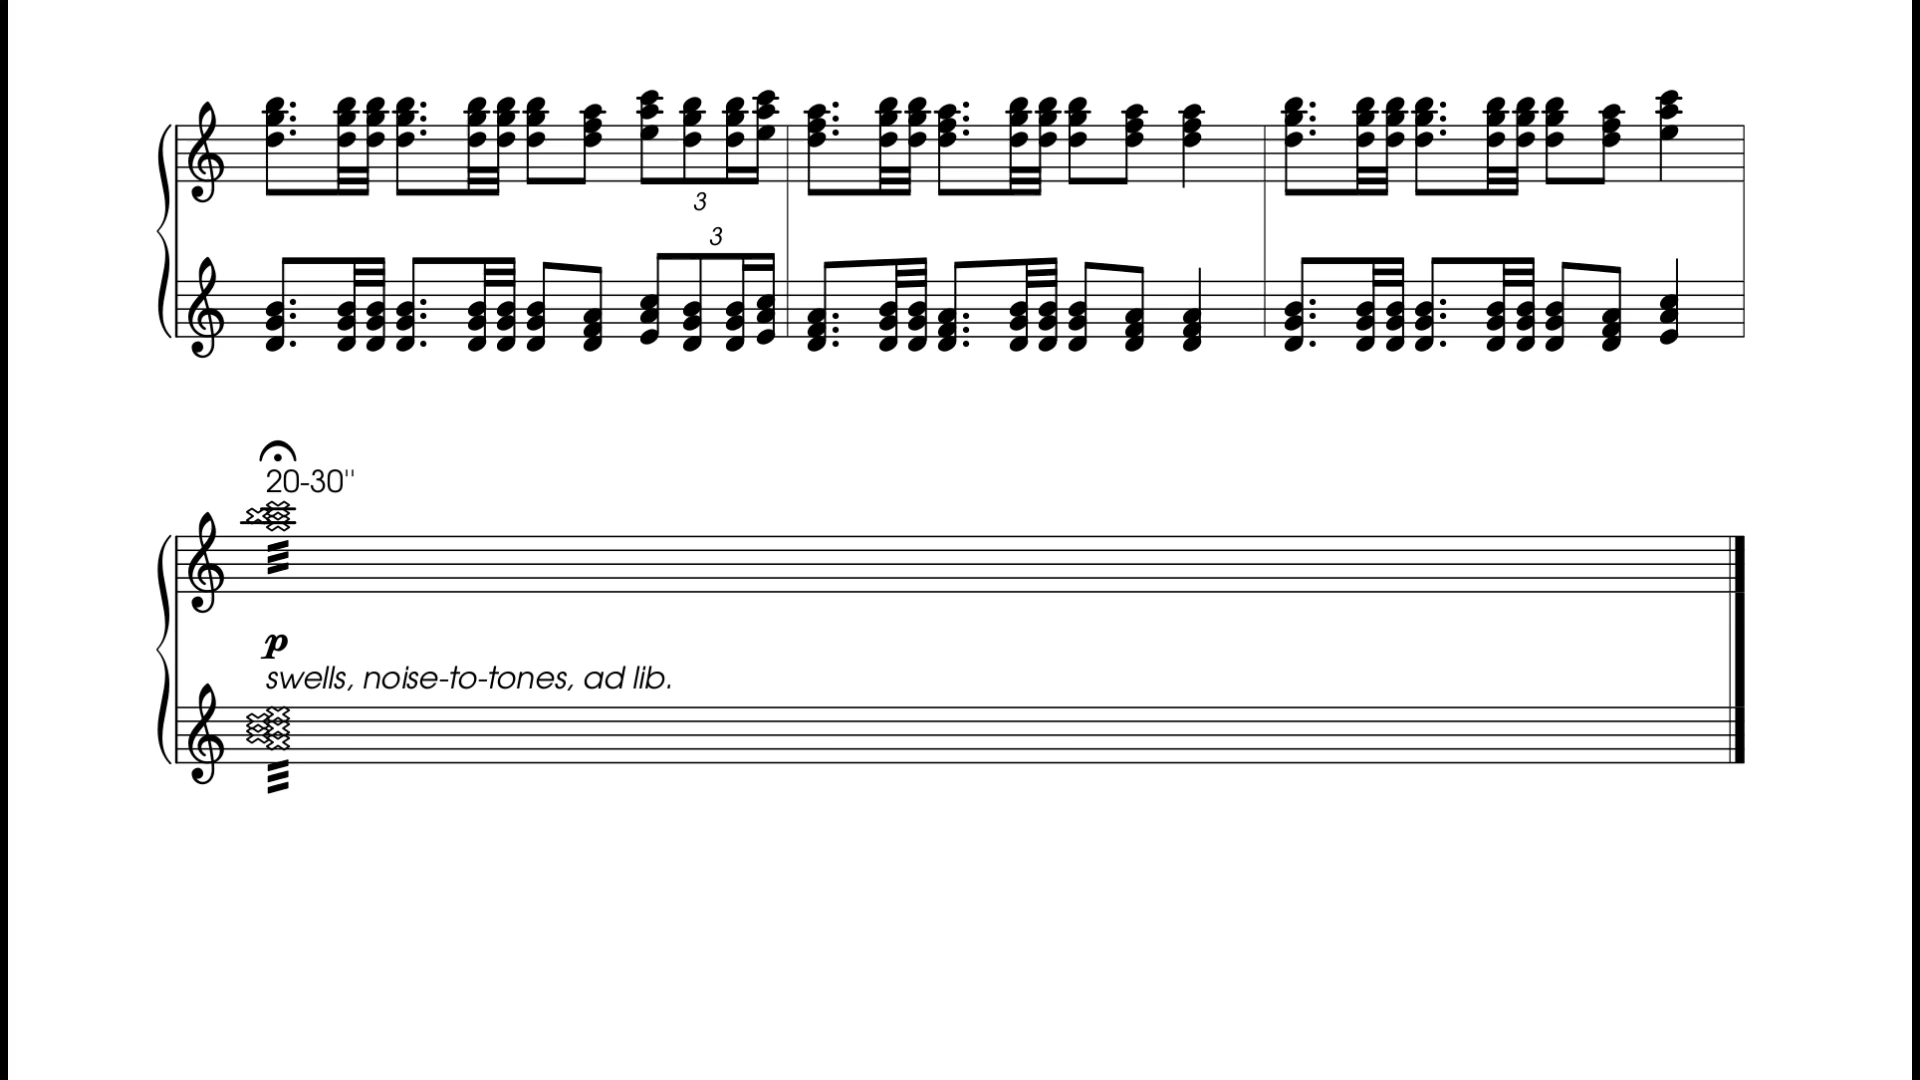 3
3
20-30"
p
swells, noise-to-tones, ad lib.